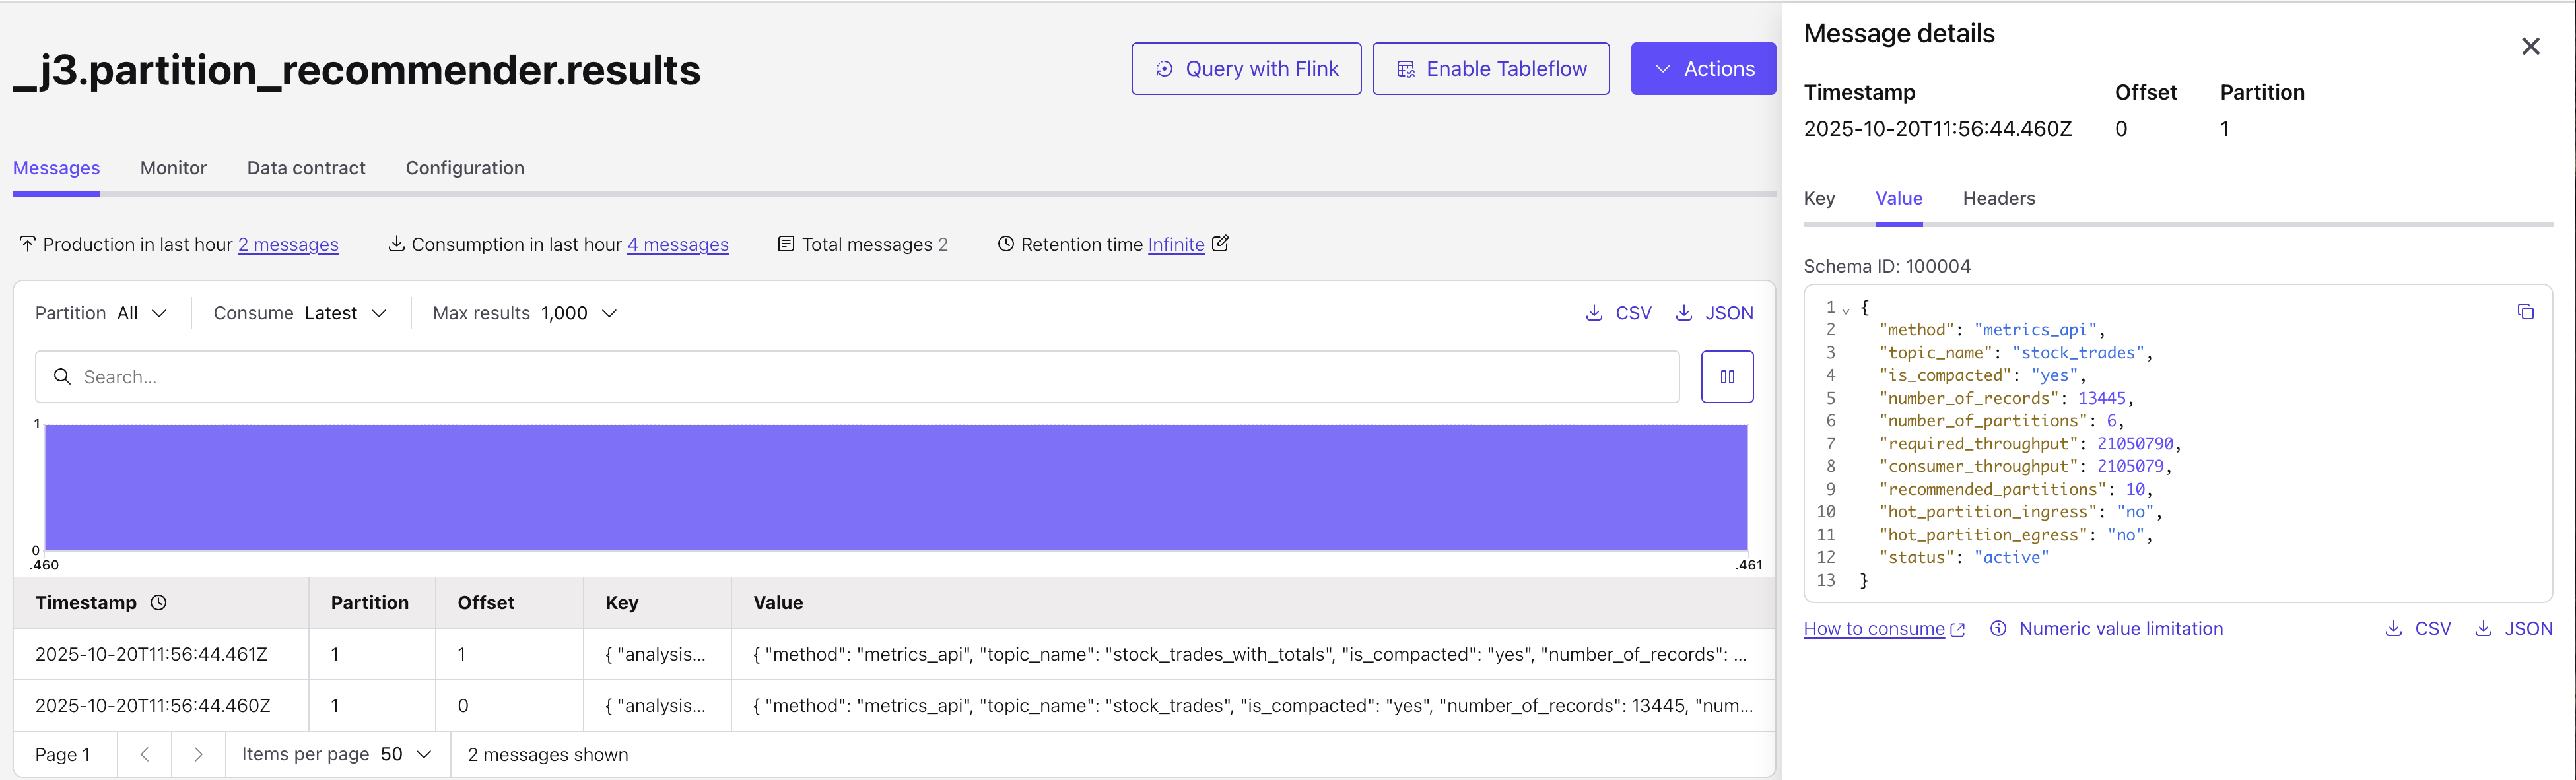 _j3.partition_recommender.results
Query with Flink
Enable Tableflow
Actions
Messages
Monitor
Data contract
Configuration
Production in last hour 2 messages
Consumption in last hour 4 messages
Total messages 2
Retention time Infinite
Partition All
Consume Latest
Max results 1,000
CSV
JSON
Search...
1
0
.460
.461
Timestamp Partition Offset Key Value
2025-10-20T11:56:44.461Z 1 1 { "analysis... { "method": "metrics_api", "topic_name": "stock_trades_with_totals", "is_compacted": "yes", "number_of_records": ...
2025-10-20T11:56:44.460Z 1 0 { "analysis... { "method": "metrics_api", "topic_name": "stock_trades", "is_compacted": "yes", "number_of_records": 13445, "num...
Page 1
Items per page 50
2 messages shown
Message details
Timestamp Offset Partition
2025-10-20T11:56:44.460Z 0 1
Key
Value
Headers
Schema ID: 100004
1 {
2 "method": "metrics_api",
3 "topic_name": "stock_trades",
4 "is_compacted": "yes",
5 "number_of_records": 13445,
6 "number_of_partitions": 6,
7 "required_throughput": 21050790,
8 "consumer_throughput": 2105079,
9 "recommended_partitions": 10,
10 "hot_partition_ingress": "no",
11 "hot_partition_egress": "no",
12 "status": "active"
13 }
How to consume
Numeric value limitation
CSV
JSON